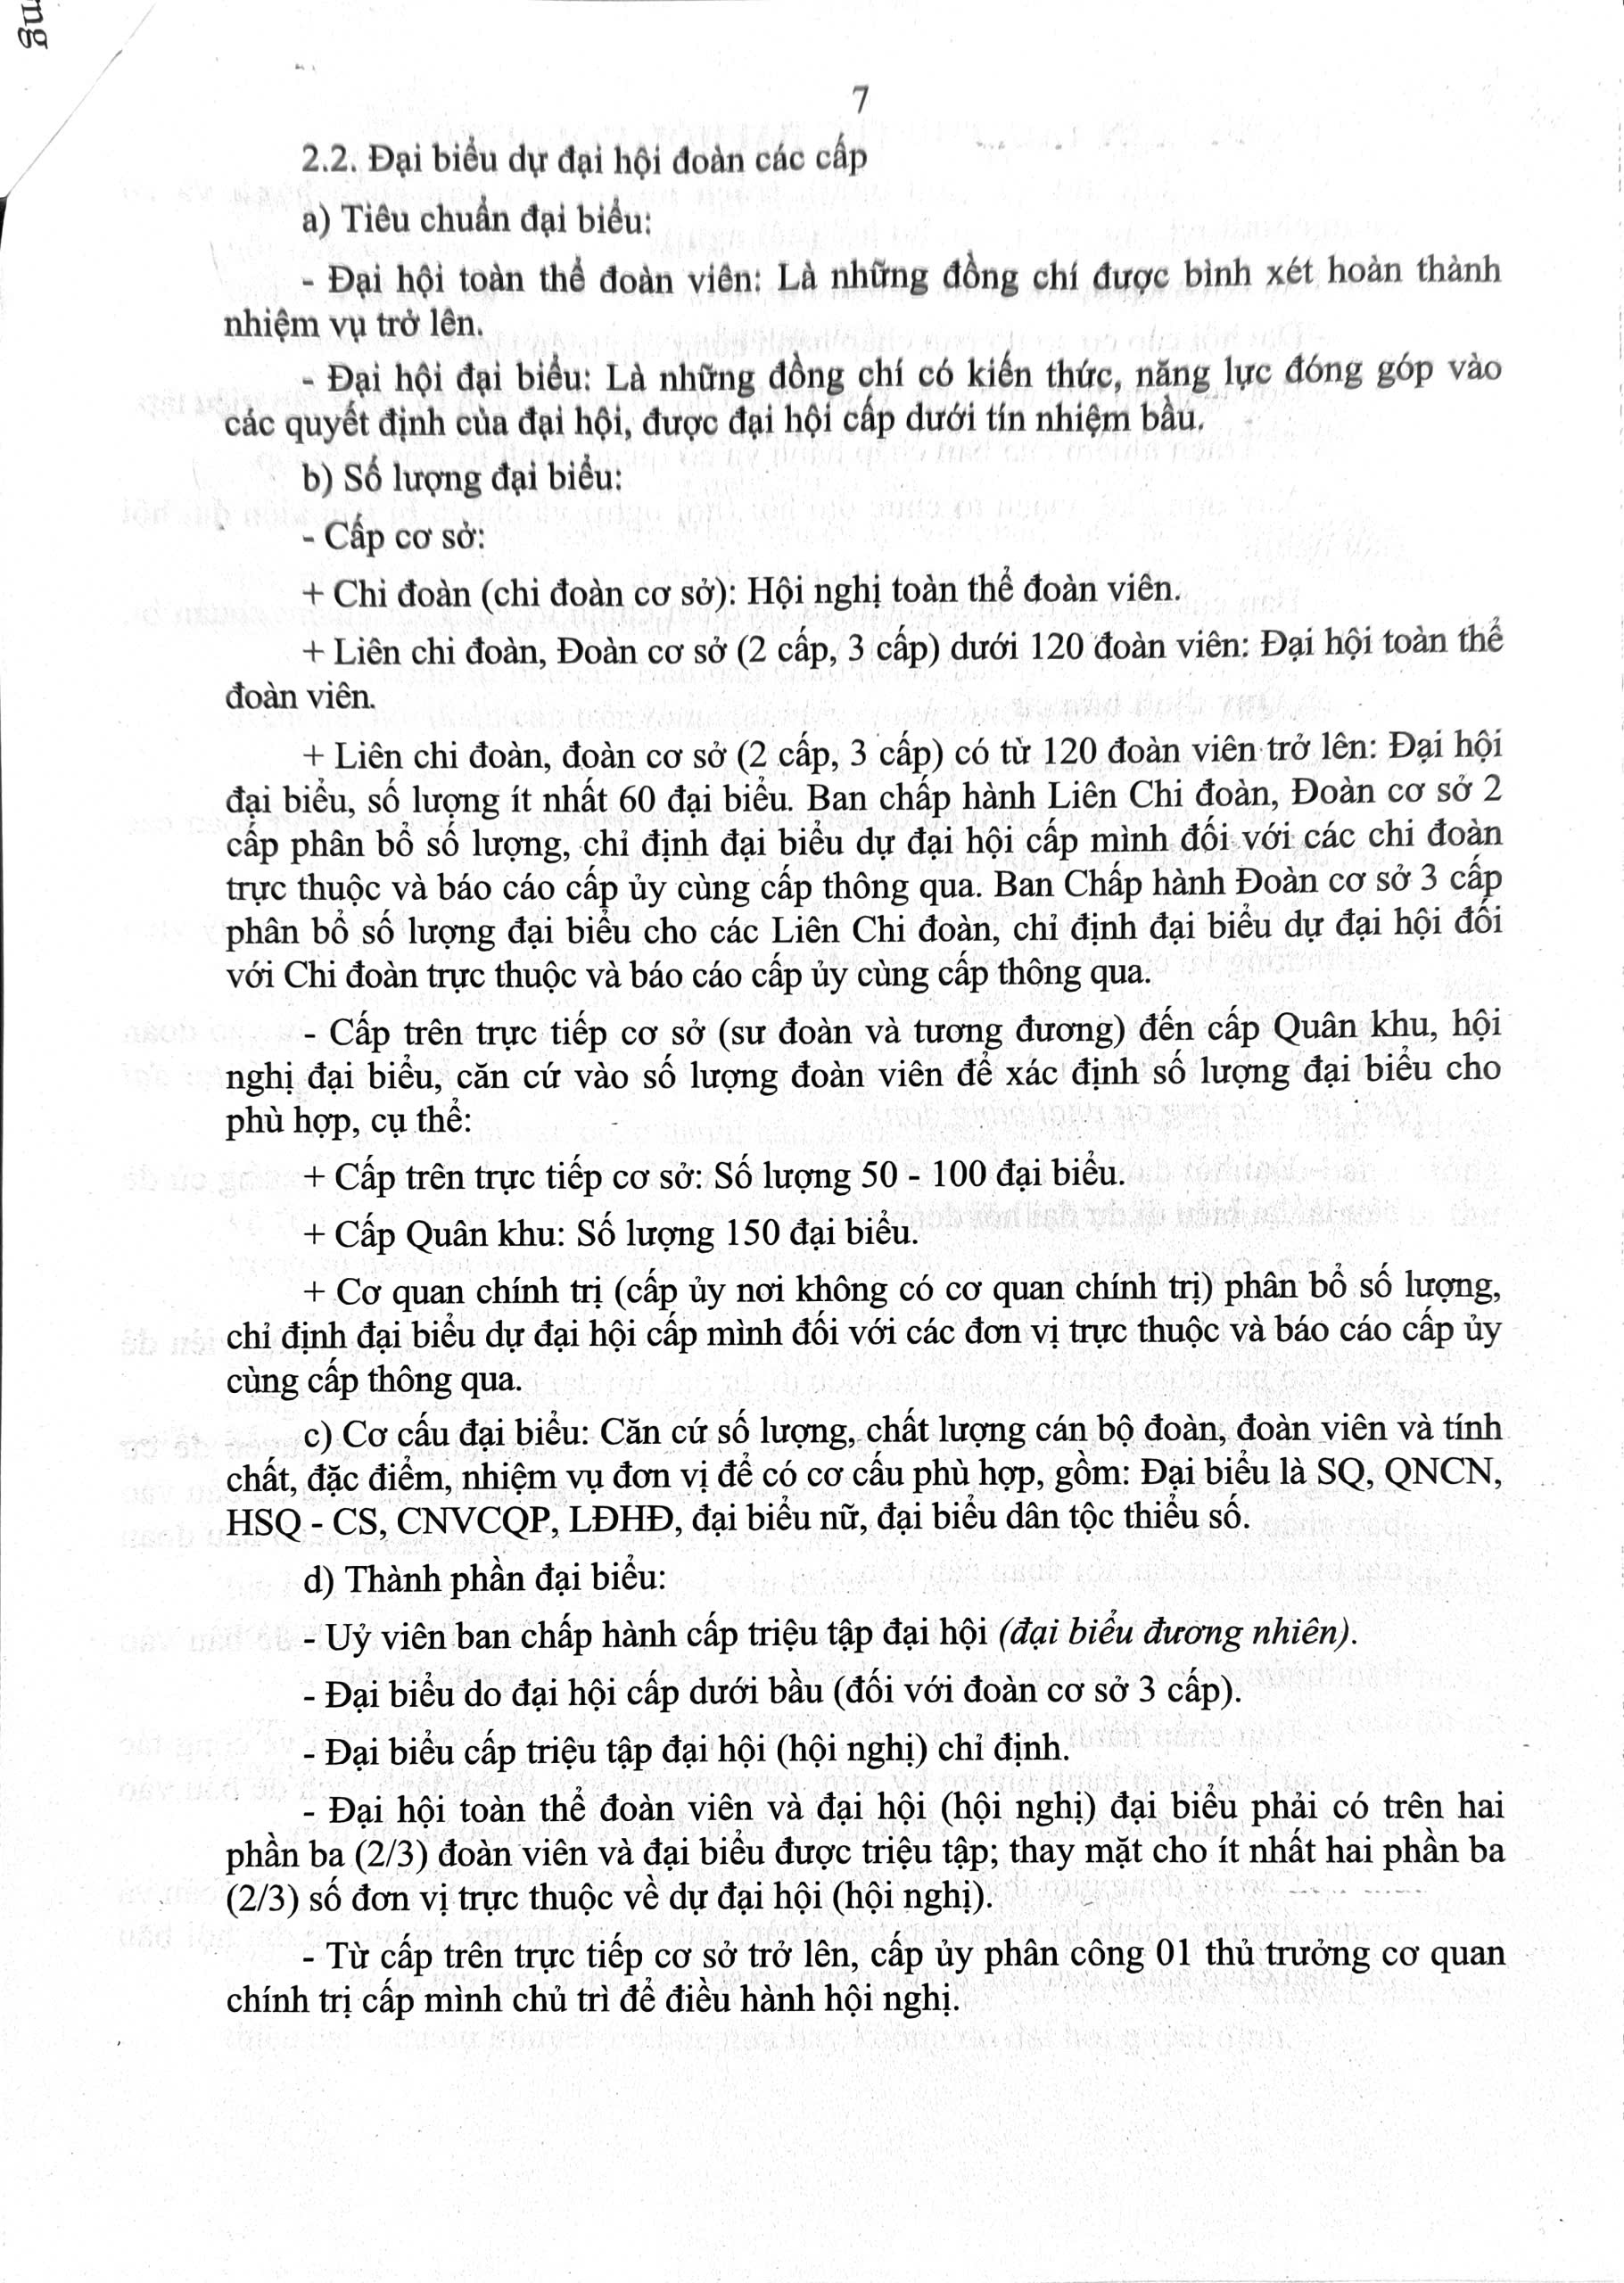 ng
7
2.2. Đại biểu dự đại hội đoàn các cấp
a) Tiêu chuẩn đại biểu:
- Đại hội toàn thể đoàn viên: Là những đồng chí được bình xét hoàn thành
nhiệm vụ trở lên.
- Đại hội đại biểu: Là những đồng chí có kiến thức, năng lực đóng góp vào
các quyết định của đại hội, được đại hội cấp dưới tín nhiệm bầu.
b) Số lượng đại biểu:
- Cấp cơ sở:
+ Chi đoàn (chi đoàn cơ sở): Hội nghị toàn thể đoàn viên.
+ Liên chi đoàn, Đoàn cơ sở (2 cấp, 3 cấp) dưới 120 đoàn viên: Đại hội toàn thể
đoàn viên.
+ Liên chi đoàn, đoàn cơ sở (2 cấp, 3 cấp) có từ 120 đoàn viên trở lên: Đại hội
đại biểu, số lượng ít nhất 60 đại biểu. Ban chấp hành Liên Chi đoàn, Đoàn cơ sở 2
cấp phân bổ số lượng, chỉ định đại biểu dự đại hội cấp mình đối với các chi đoàn
trực thuộc và báo cáo cấp ủy cùng cấp thông qua. Ban Chấp hành Đoàn cơ sở 3 cấp
phân bổ số lượng đại biểu cho các Liên Chi đoàn, chỉ định đại biểu dự đại hội đối
với Chi đoàn trực thuộc và báo cáo cấp ủy cùng cấp thông qua.
- Cấp trên trực tiếp cơ sở (sư đoàn và tương đương) đến cấp Quân khu, hội
nghị đại biểu, căn cứ vào số lượng đoàn viên để xác định số lượng đại biểu cho
phù hợp, cụ thể:
+ Cấp trên trực tiếp cơ sở: Số lượng 50 - 100 đại biểu.
+ Cấp Quân khu: Số lượng 150 đại biểu.
+ Cơ quan chính trị (cấp ủy nơi không có cơ quan chính trị) phân bổ số lượng,
chỉ định đại biểu dự đại hội cấp mình đối với các đơn vị trực thuộc và báo cáo cấp ủy
cùng cấp thông qua.
c) Cơ cấu đại biểu: Căn cứ số lượng, chất lượng cán bộ đoàn, đoàn viên và tính
chất, đặc điểm, nhiệm vụ đơn vị để có cơ cấu phù hợp, gồm: Đại biểu là SQ, QNCN,
HSQ - CS, CNVCQP, LĐHĐ, đại biểu nữ, đại biểu dân tộc thiểu số.
d) Thành phần đại biểu:
- Uỷ viên ban chấp hành cấp triệu tập đại hội (đại biểu đương nhiên).
- Đại biểu do đại hội cấp dưới bầu (đối với đoàn cơ sở 3 cấp).
- Đại biểu cấp triệu tập đại hội (hội nghị) chỉ định.
- Đại hội toàn thể đoàn viên và đại hội (hội nghị) đại biểu phải có trên hai
phần ba (2/3) đoàn viên và đại biểu được triệu tập; thay mặt cho ít nhất hai phần ba
(2/3) số đơn vị trực thuộc về dự đại hội (hội nghị).
- Từ cấp trên trực tiếp cơ sở trở lên, cấp ủy phân công 01 thủ trưởng cơ quan
chính trị cấp mình chủ trì để điều hành hội nghị.